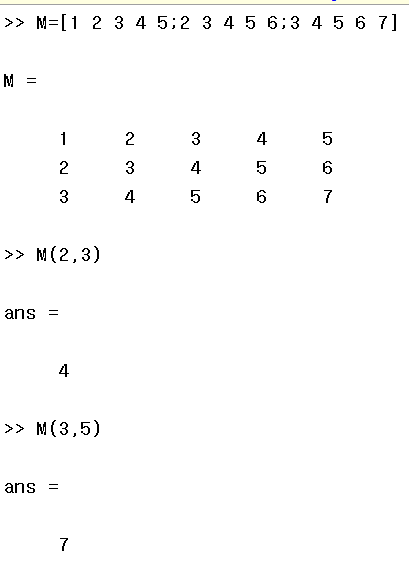 >> M=[1 2 3 4 5;2 3 4 5 6;3 4 5 6 7]
M =
1 2 3 4 5
2 3 4 5 6
3 4 5 6 7
>> M(2,3)
ans =
4
>> M(3,5)
ans =
7